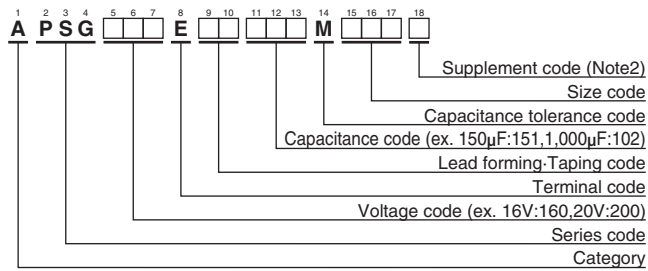 1 2 3 4 5 6 7 8 9 10 11 12 13 14 15 16 17 18
A PSG E M
Supplement code (Note2)
Size code
Capacitance tolerance code
Capacitance code (ex. 150μF:151,1,000μF:102)
Lead forming·Taping code
Terminal code
Voltage code (ex. 16V:160,20V:200)
Series code
Category